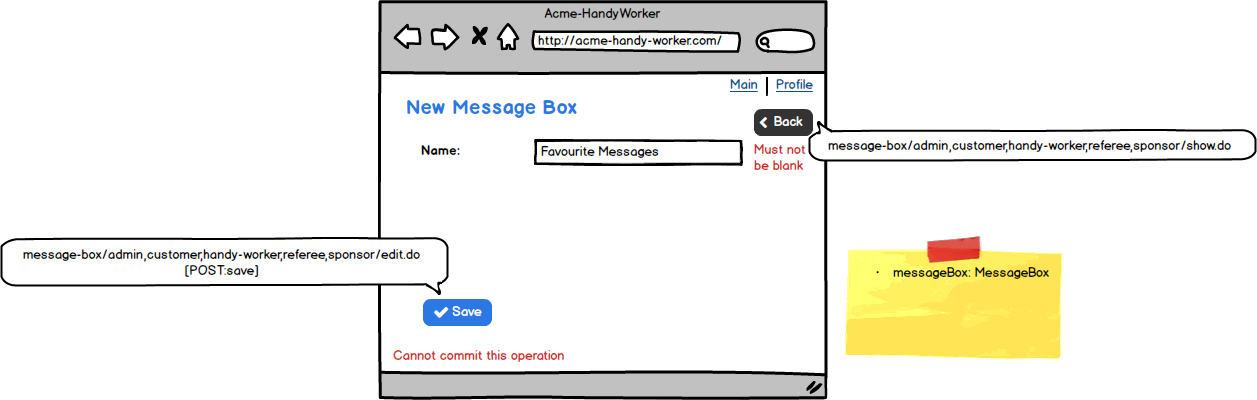 Acme-HandyWorker
http://acme-handy-worker.com/
Main
Profile
New Message Box
Back
message-box/admin,customer,handy-worker,referee,sponsor/show.do
Name:
Favourite Messages
Must not
be blank
message-box/admin,customer,handy-worker,referee,sponsor/edit.do
[POST:save]
• messageBox: MessageBox
Save
Cannot commit this operation